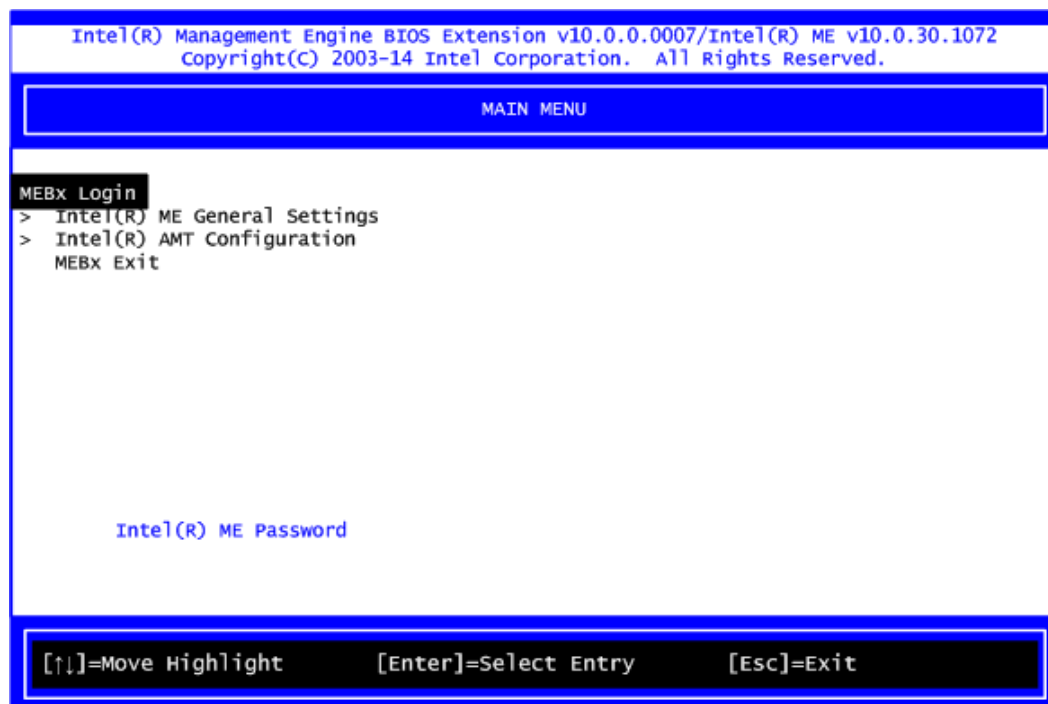 Intel(R) Management Engine BIOS Extension v10.0.0.0007/Intel(R) ME v10.0.30.1072
Copyright(C) 2003-14 Intel Corporation. All Rights Reserved.
MAIN MENU
MEBx Login
> Intel(R) ME General Settings
> Intel(R) AMT Configuration
MEBx Exit
Intel(R) ME Password
[↑↓]=Move Highlight [Enter]=Select Entry [Esc]=Exit